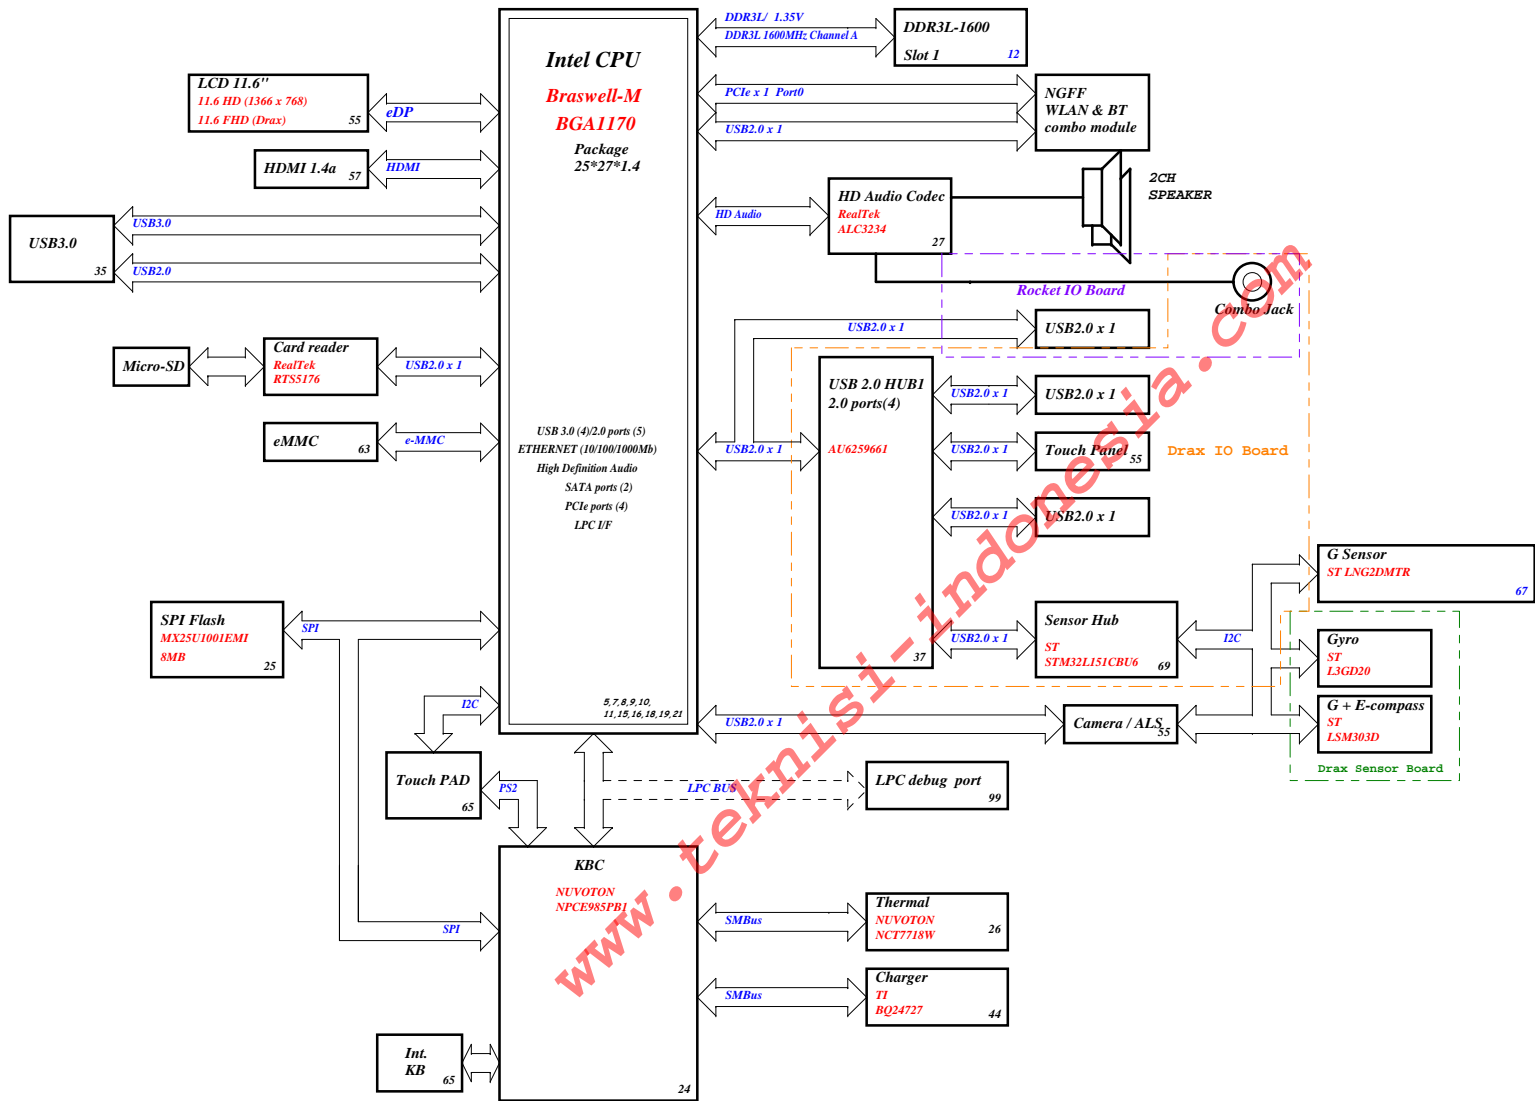 Intel CPU
Braswell-M
BGA1170
Package
25*27*1.4
USB 3.0 (4)/2.0 ports (5)
ETHERNET (10/100/1000Mb)
High Definition Audio
SATA ports (2)
PCIe ports (4)
LPC I/F
5,7,8,9,10,
11,15,16,18,19,21
LCD 11.6"
11.6 HD (1366 x 768)
11.6 FHD (Drax)
55
eDP
HDMI 1.4a
57
HDMI
USB3.0
35
USB3.0
USB2.0
Micro-SD
Card reader
RealTek
RTS5176
USB2.0 x 1
eMMC
63
e-MMC
SPI Flash
MX25U1001EMI
8MB
25
SPI
I2C
Touch PAD
65
PS2
SPI
KBC
NUVOTON
NPCE985PB1
24
Int.
KB
65
DDR3L/ 1.35V
DDR3L 1600MHz Channel A
DDR3L-1600
Slot 1
12
PCIe x 1 Port0
USB2.0 x 1
NGFF
WLAN & BT
combo module
HD Audio
HD Audio Codec
RealTek
ALC3234
27
2CH
SPEAKER
Rocket IO Board
Combo Jack
USB2.0 x 1
USB2.0 x 1
USB2.0 x 1
USB 2.0 HUB1
2.0 ports(4)
AU6259661
37
USB2.0 x 1
USB2.0 x 1
USB2.0 x 1
Touch Panel
55
Drax IO Board
USB2.0 x 1
USB2.0 x 1
USB2.0 x 1
Sensor Hub
ST
STM32L151CBU6
69
I2C
G Sensor
ST LNG2DMTR
67
Gyro
ST
L3GD20
G + E-compass
ST
LSM303D
Drax Sensor Board
USB2.0 x 1
Camera / ALS
55
LPC BUS
LPC debug port
99
SMBus
Thermal
NUVOTON
NCT7718W
26
SMBus
Charger
TI
BQ24727
44
www.teknisi-indonesia.com